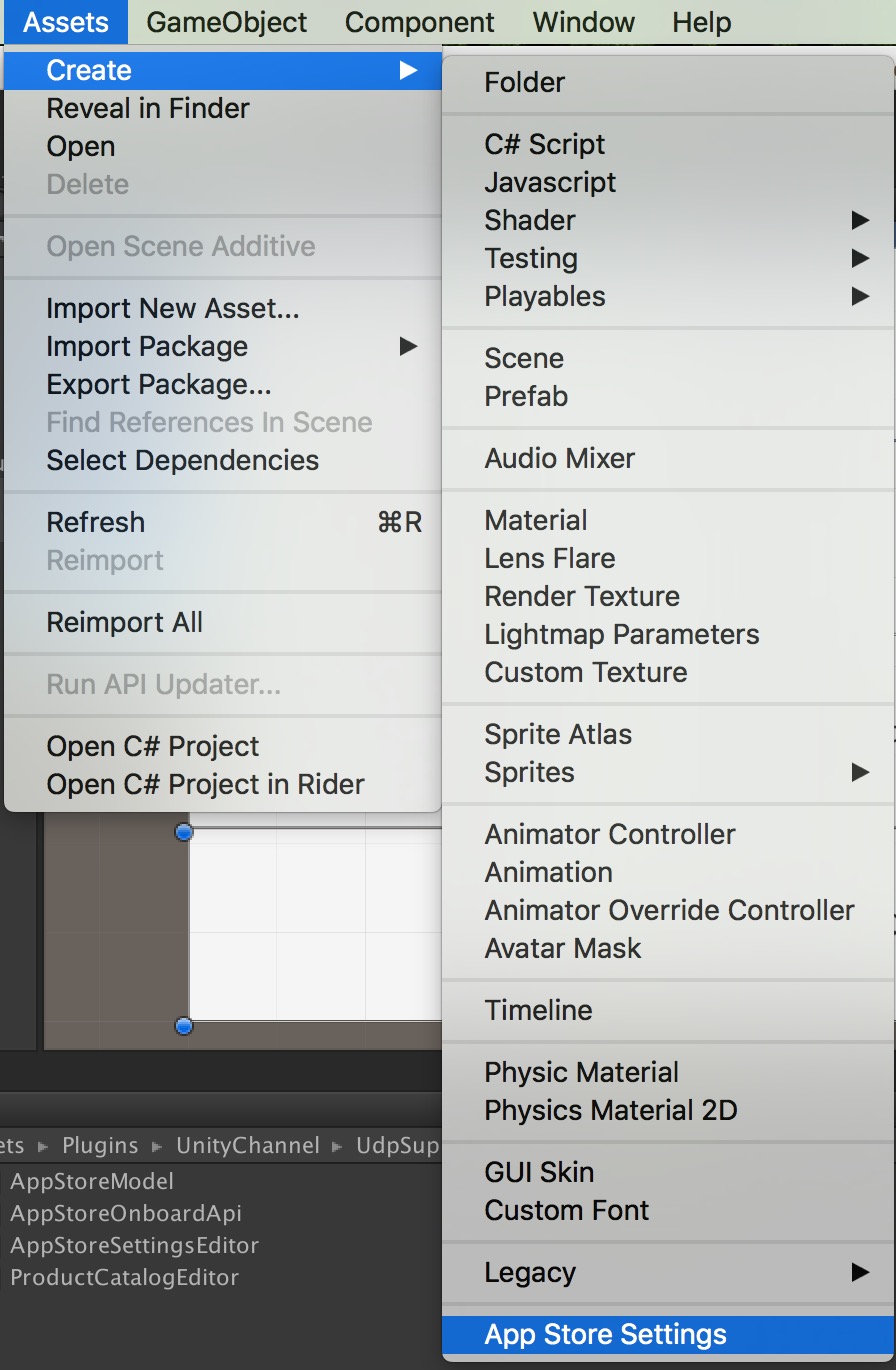 Assets GameObject Component Window Help
Create
Reveal in Finder
Open
Delete
Open Scene Additive
Import New Asset...
Import Package
Export Package...
Find References In Scene
Select Dependencies
Refresh ⌘R
Reimport
Reimport All
Run API Updater...
Open C# Project
Open C# Project in Rider
Folder
C# Script
Javascript
Shader
Testing
Playables
Scene
Prefab
Audio Mixer
Material
Lens Flare
Render Texture
Lightmap Parameters
Custom Texture
Sprite Atlas
Sprites
Animator Controller
Animation
Animator Override Controller
Avatar Mask
Timeline
Physic Material
Physics Material 2D
GUI Skin
Custom Font
Legacy
App Store Settings
ets Plugins UnityChannel UdpSup
AppStoreModel
AppStoreOnboardApi
AppStoreSettingsEditor
ProductCatalogEditor